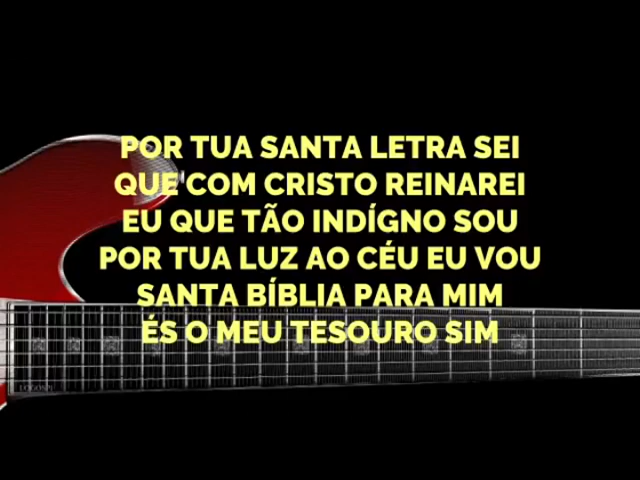 POR TUA SANTA LETRA SEI
QUE COM CRISTO REINAREI
EU QUE TÃO INDÍGNO SOU
POR TUA LUZ AO CÉU EU VOU
SANTA BÍBLIA PARA MIM
ÉS O MEU TESOURO SIM